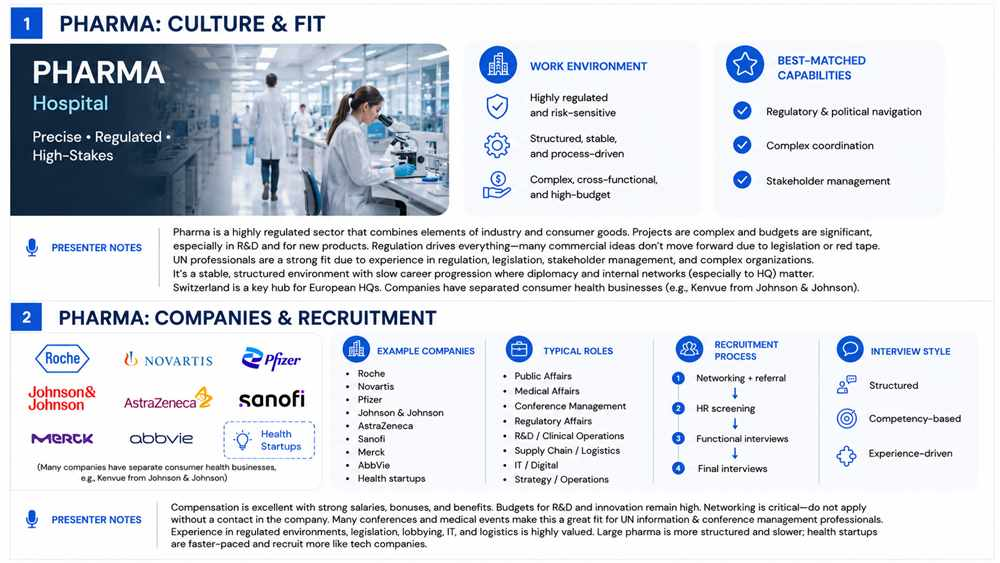 1 PHARMA: CULTURE & FIT
PHARMA
Hospital
Precise • Regulated •
High-Stakes
WORK ENVIRONMENT
Highly regulated
and risk-sensitive
Structured, stable,
and process-driven
$
Complex, cross-functional,
and high-budget
BEST-MATCHED
CAPABILITIES
Regulatory & political navigation
Complex coordination
Stakeholder management
PRESENTER NOTES
Pharma is a highly regulated sector that combines elements of industry and consumer goods. Projects are complex and budgets are significant,
especially in R&D and for new products. Regulation drives everything—many commercial ideas don't move forward due to legislation or red tape.
UN professionals are a strong fit due to experience in regulation, legislation, stakeholder management, and complex organizations.
It's a stable, structured environment with slow career progression where diplomacy and internal networks (especially to HQ) matter.
Switzerland is a key hub for European HQs. Companies have separated consumer health businesses (e.g., Kenvue from Johnson & Johnson).
2 PHARMA: COMPANIES & RECRUITMENT
Roche
NOVARTIS
Pfizer
Johnson&
Johnson
AstraZeneca
sanofi
MERCK
abbvie
Health
Startups
(Many companies have separate consumer health businesses,
e.g., Kenvue from Johnson & Johnson)
EXAMPLE COMPANIES
• Roche
• Novartis
• Pfizer
• Johnson & Johnson
• AstraZeneca
• Sanofi
• Merck
• AbbVie
• Health startups
TYPICAL ROLES
• Public Affairs
• Medical Affairs
• Conference Management
• Regulatory Affairs
• R&D / Clinical Operations
• Supply Chain / Logistics
• IT / Digital
• Strategy / Operations
RECRUITMENT
PROCESS
1 Networking + referral
2 HR screening
3 Functional interviews
4 Final interviews
INTERVIEW STYLE
Structured
Competency-based
Experience-driven
PRESENTER NOTES
Compensation is excellent with strong salaries, bonuses, and benefits. Budgets for R&D and innovation remain high. Networking is critical—do not apply
without a contact in the company. Many conferences and medical events make this a great fit for UN information & conference management professionals.
Experience in regulated environments, legislation, lobbying, IT, and logistics is highly valued. Large pharma is more structured and slower; health startups
are faster-paced and recruit more like tech companies.